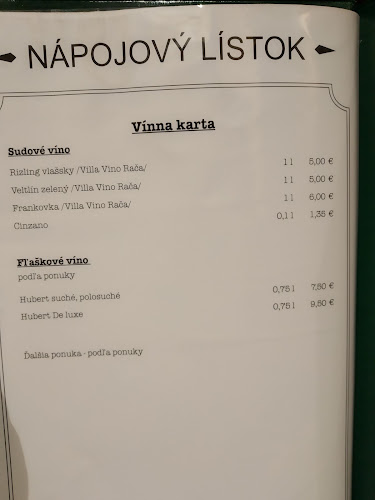 NÁPOJOVÝ LÍSTOK
Vínna karta
Sudové víno
Rizling vlašsky /Villa Víno Rača/ 1 l 5,00 €
Veltlín zelený /Villa Víno Rača/ 1 l 5,00 €
Frankovka /Villa Víno Rača/ 1 l 6,00 €
Cinzano 0,1 l 1,35 €
Fľaškové víno
podľa ponuky
Hubert suché, polosuché 0,75 l 7,50 €
Hubert De luxe 0,75 l 9,50 €
Ďalšia ponuka - podľa ponuky